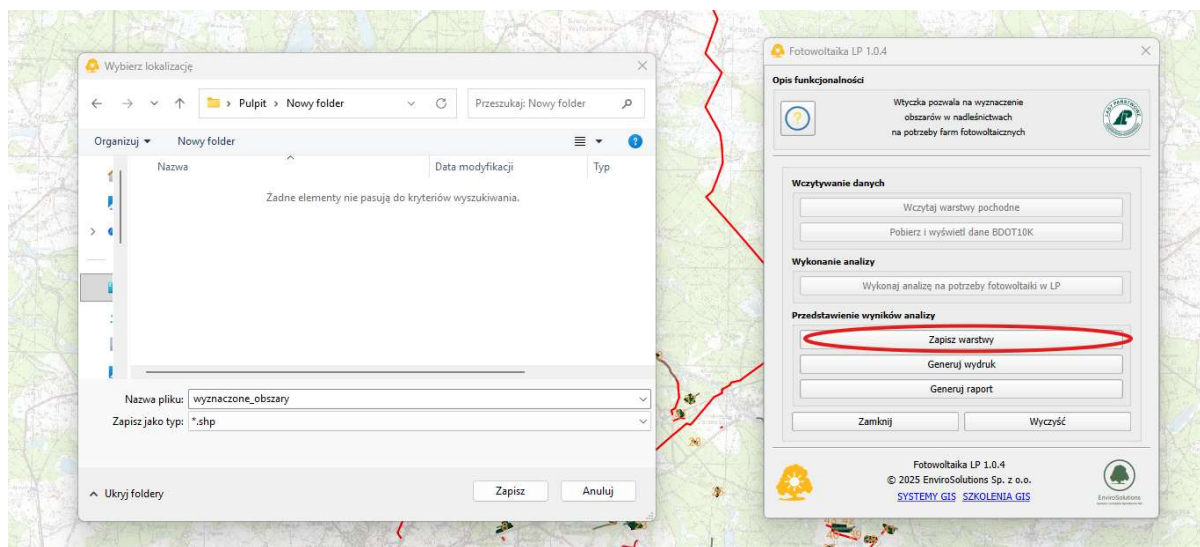 Wybierz lokalizację
Pulpit > Nowy folder
Przeszukaj: Nowy folder
Organizuj
Nowy folder
Nazwa
Data modyfikacji
Typ
Żadne elementy nie pasują do kryteriów wyszukiwania.
Nazwa pliku: wyznaczone_obszary
Zapisz jako typ: *.shp
Ukryj foldery
Zapisz
Anuluj
Fotowoltaika LP 1.0.4
Opis funkcjonalności
Wtyczka pozwala na wyznaczenie
obszarów w nadleśnictwach
na potrzeby farm fotowoltaicznych
Wczytywanie danych
Wczytaj warstwy pochodne
Pobierz i wyświetl dane BDOT10K
Wykonanie analizy
Wykonaj analizę na potrzeby fotowoltaiki w LP
Przedstawienie wyników analizy
Zapisz warstwy
Generuj wydruk
Generuj raport
Zamknij
Wyczyść
Fotowoltaika LP 1.0.4
© 2025 EnviroSolutions Sp. z o.o.
SYSTEMY GIS SZKOLENIA GIS
EnviroSolutions